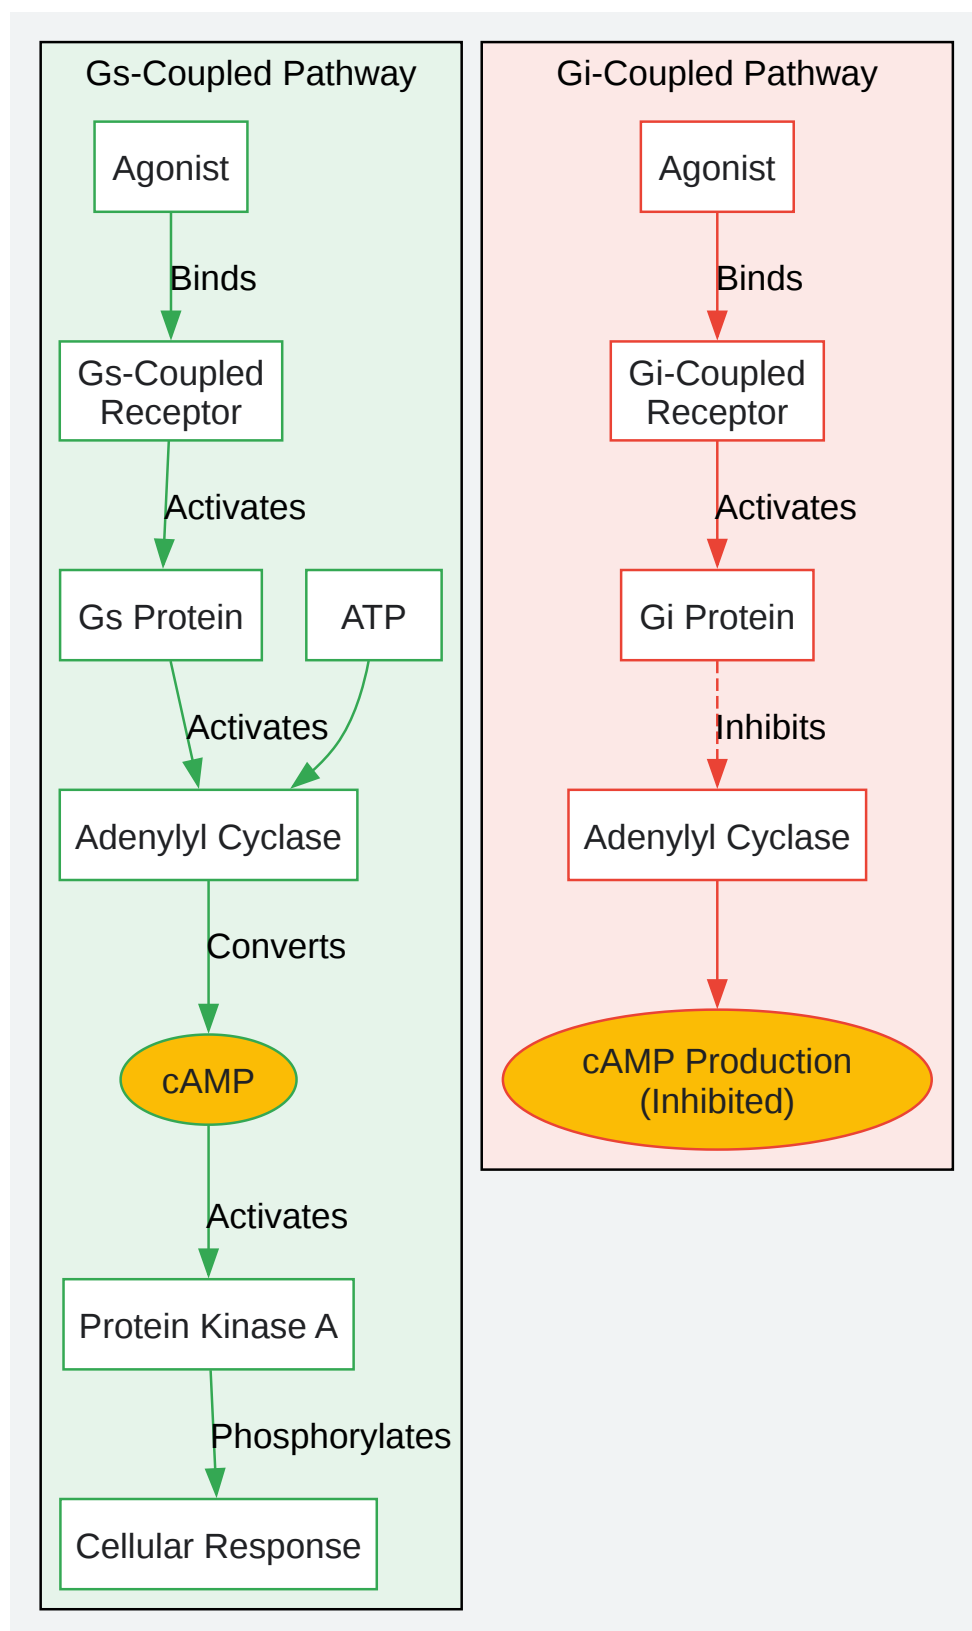 Gs-Coupled Pathway
Agonist
Binds
Gs-Coupled
Receptor
Activates
Gs Protein
ATP
Activates
Adenylyl Cyclase
Converts
cAMP
Activates
Protein Kinase A
Phosphorylates
Cellular Response
Gi-Coupled Pathway
Agonist
Binds
Gi-Coupled
Receptor
Activates
Gi Protein
Inhibits
Adenylyl Cyclase
cAMP Production
(Inhibited)